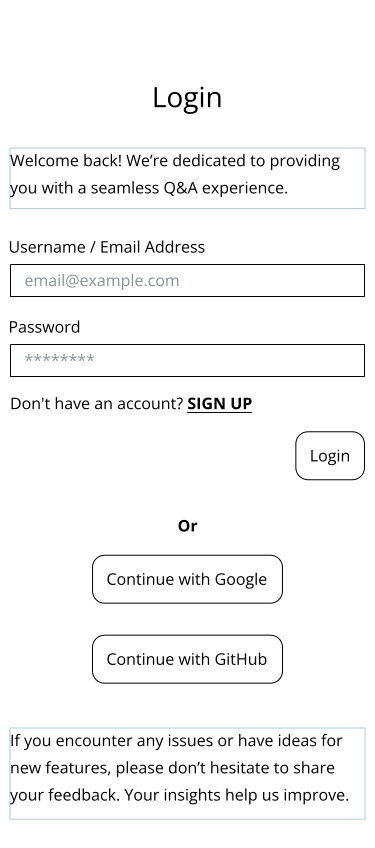 Login
Welcome back! We’re dedicated to providing
you with a seamless Q&A experience.
Username / Email Address
email@example.com
Password
********
Don't have an account? SIGN UP
Login
Or
Continue with Google
Continue with GitHub
If you encounter any issues or have ideas for
new features, please don’t hesitate to share
your feedback. Your insights help us improve.